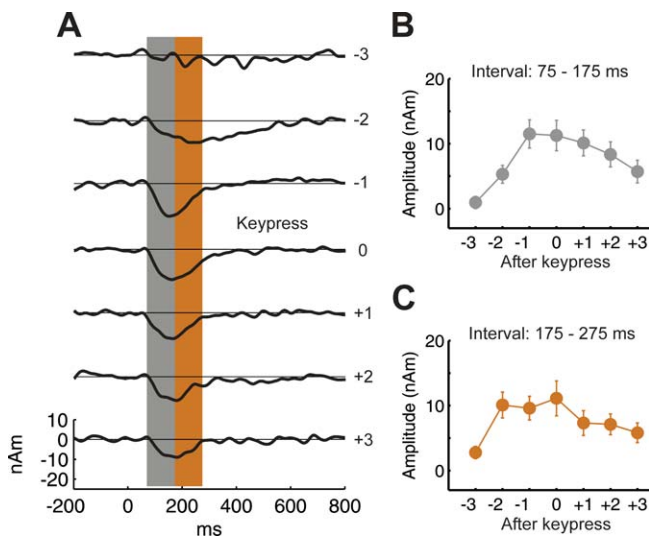 A
-3
-2
-1
Keypress
0
+1
+2
10
0
-10
-20
nAm
+3
-200 0 200 400 600 800
ms
B
Interval: 75 - 175 ms
20
10
0
Amplitude (nAm)
-3 -2 -1 0 +1 +2 +3
After keypress
C
Interval: 175 - 275 ms
20
10
0
Amplitude (nAm)
-3 -2 -1 0 +1 +2 +3
After keypress